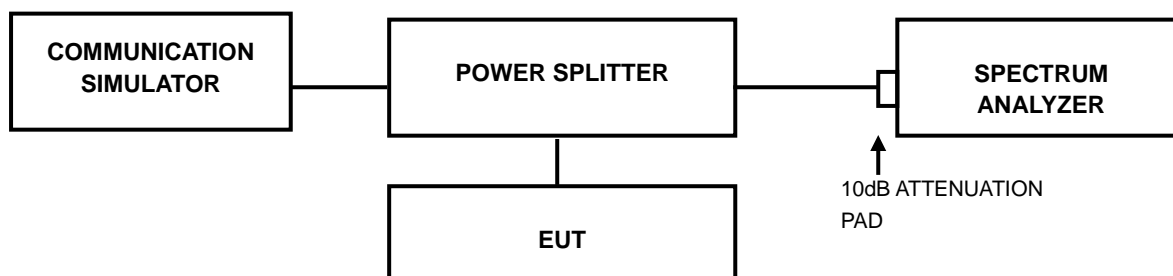 COMMUNICATION
SIMULATOR
POWER SPLITTER
SPECTRUM
ANALYZER
10dB ATTENUATION
PAD
EUT